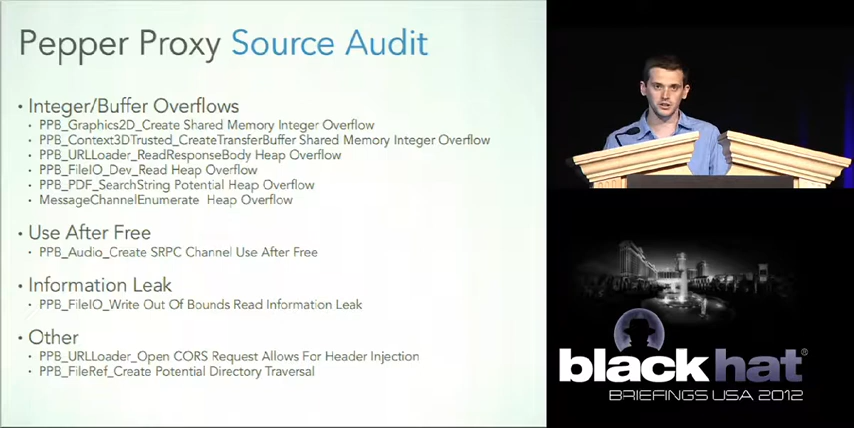 Pepper Proxy Source Audit
• Integer/Buffer Overflows
• PPB_Graphics2D_Create Shared Memory Integer Overflow
• PPB_Context3DTrusted_CreateTransferBuffer Shared Memory Integer Overflow
• PPB_URLLoader_ReadResponseBody Heap Overflow
• PPB_FileIO_Dev_Read Heap Overflow
• PPB_PDF_SearchString Potential Heap Overflow
• MessageChannelEnumerate Heap Overflow
• Use After Free
• PPB_Audio_Create SRPC Channel Use After Free
• Information Leak
• PPB_FileIO_Write Out Of Bounds Read Information Leak
• Other
• PPB_URLLoader_Open CORS Request Allows For Header Injection
• PPB_FileRef_Create Potential Directory Traversal
black hat®
BRIEFINGS USA 2012